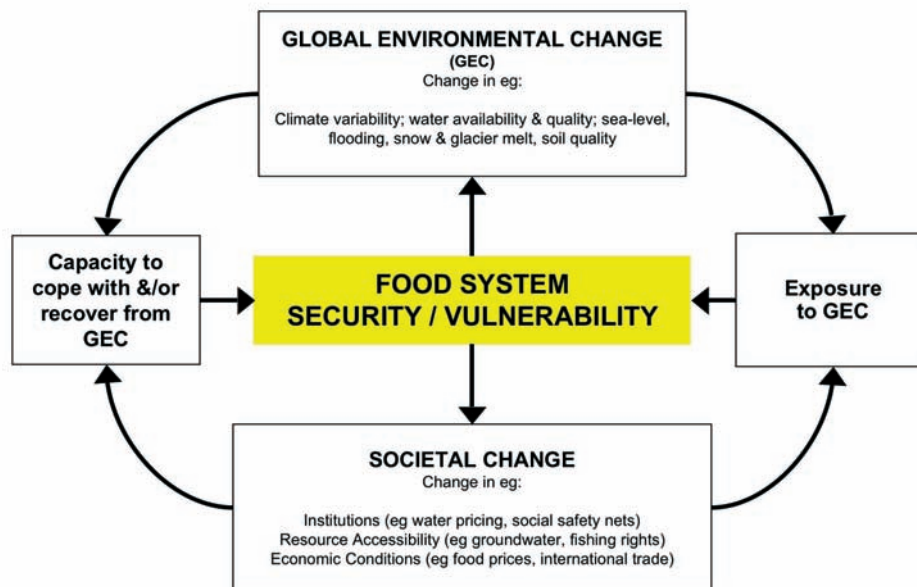 GLOBAL ENVIRONMENTAL CHANGE
(GEC)
Change in eg:
Climate variability; water availability & quality; sea-level,
flooding, snow & glacier melt, soil quality
Capacity to
cope with &/or
recover from
GEC
FOOD SYSTEM
SECURITY / VULNERABILITY
Exposure
to GEC
SOCIETAL CHANGE
Change in eg:
Institutions (eg water pricing, social safety nets)
Resource Accessibility (eg groundwater, fishing rights)
Economic Conditions (eg food prices, international trade)